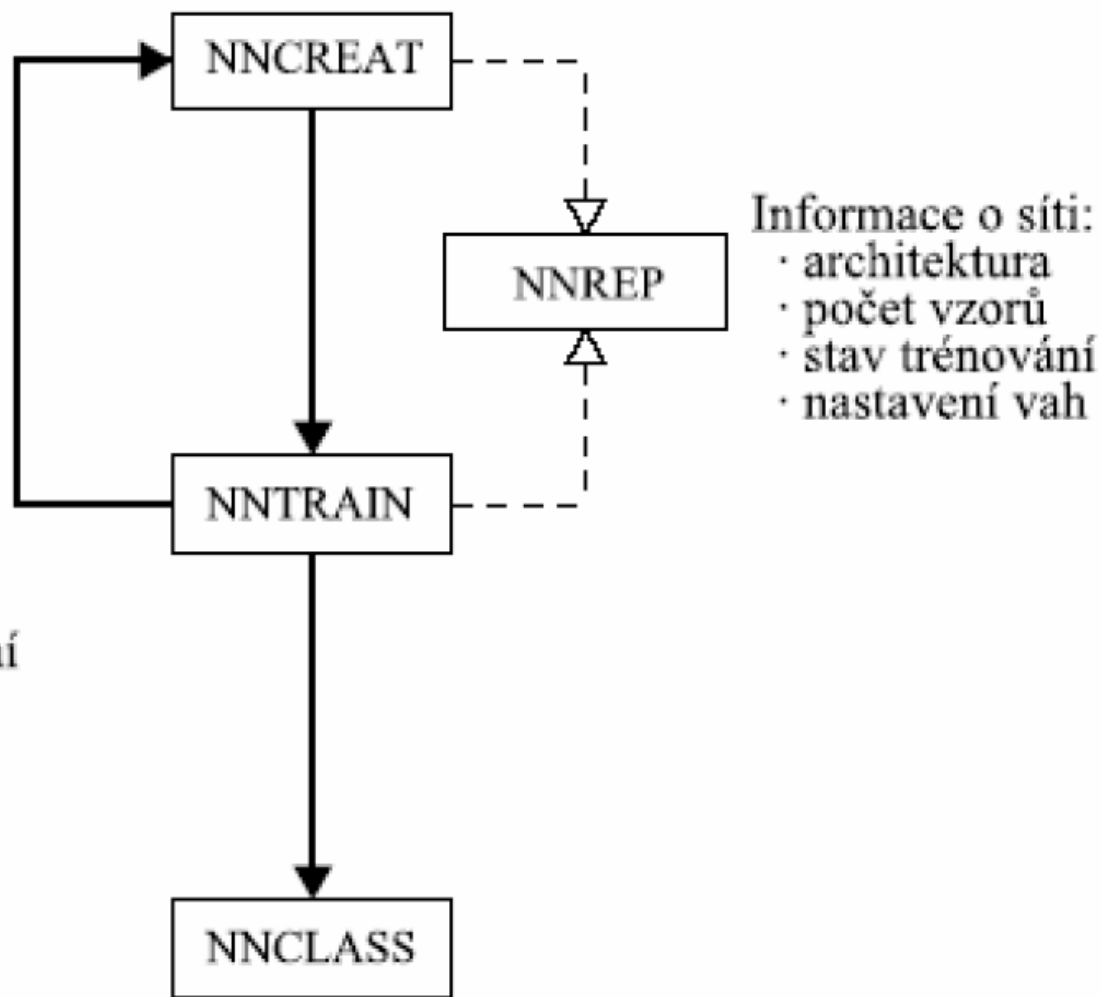 NNCREAT
Informace o síti:
· architektura
· počet vzorů
· stav trénování
· nastavení vah
NNREP
NNTRAIN
NNCLASS